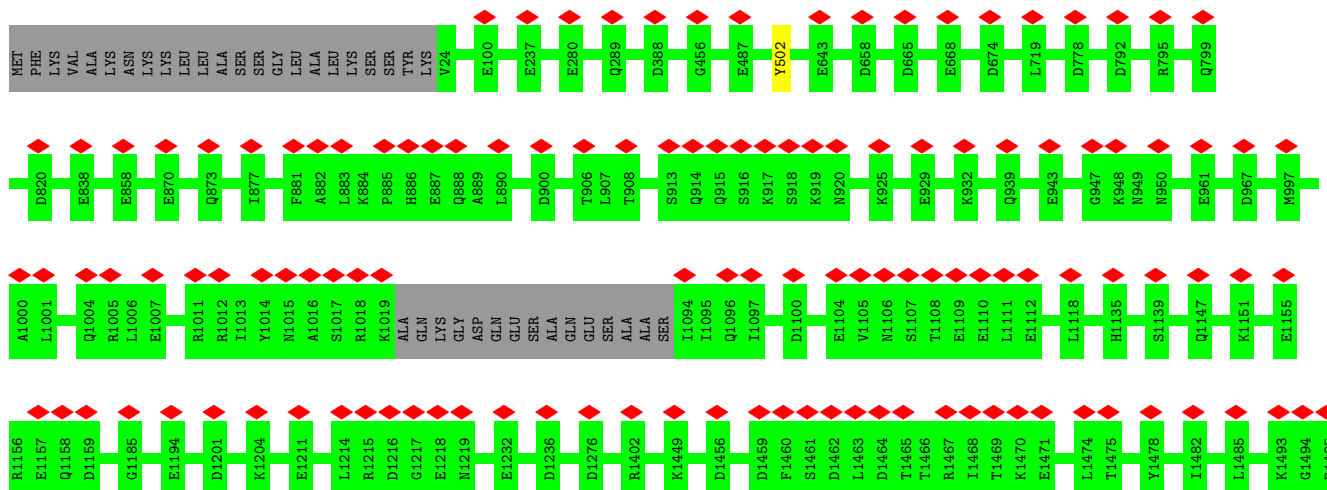 MET PHE LYS VAL ALA LYS ASN LYS LYS LEU LEU ALA SER SER GLY LEU ALA LEU LYS SER SER TYR LYS V24 E100 E237 E280 Q289 D388 G456 E487 Y502 E643 D658 D665 E668 D674 L719 D778 D792 R795 Q799
D820 E838 E858 E870 Q873 I877 F881 A882 L883 K884 P885 H886 E887 Q888 A889 L890 D900 T906 L907 T908 S913 Q914 Q915 S916 K917 S918 K919 N920 K925 E929 K932 Q939 E943 G947 K948 N949 N950 E961 D967 M997
A1000 L1001 Q1004 R1005 L1006 E1007 R1011 R1012 I1013 Y1014 N1015 A1016 S1017 R1018 K1019 ALA GLN LYS GLY ASP GLN GLU SER ALA GLN GLU SER ALA ALA SER I1094 I1095 Q1096 I1097 D1100 E1104 V1105 N1106 S1107 T1108 E1109 E1110 L1111 E1112 L1118 H1135 S1139 Q1147 K1151 E1155
R1156 E1157 Q1158 D1159 G1185 E1194 D1201 K1204 E1211 L1214 R1215 D1216 G1217 E1218 N1219 E1232 D1236 D1276 R1402 K1449 D1456 D1459 F1460 S1461 D1462 L1463 D1464 T1465 T1466 R1467 I1468 T1469 K1470 E1471 L1474 T1475 Y1478 I1482 L1485 K1493 G1494